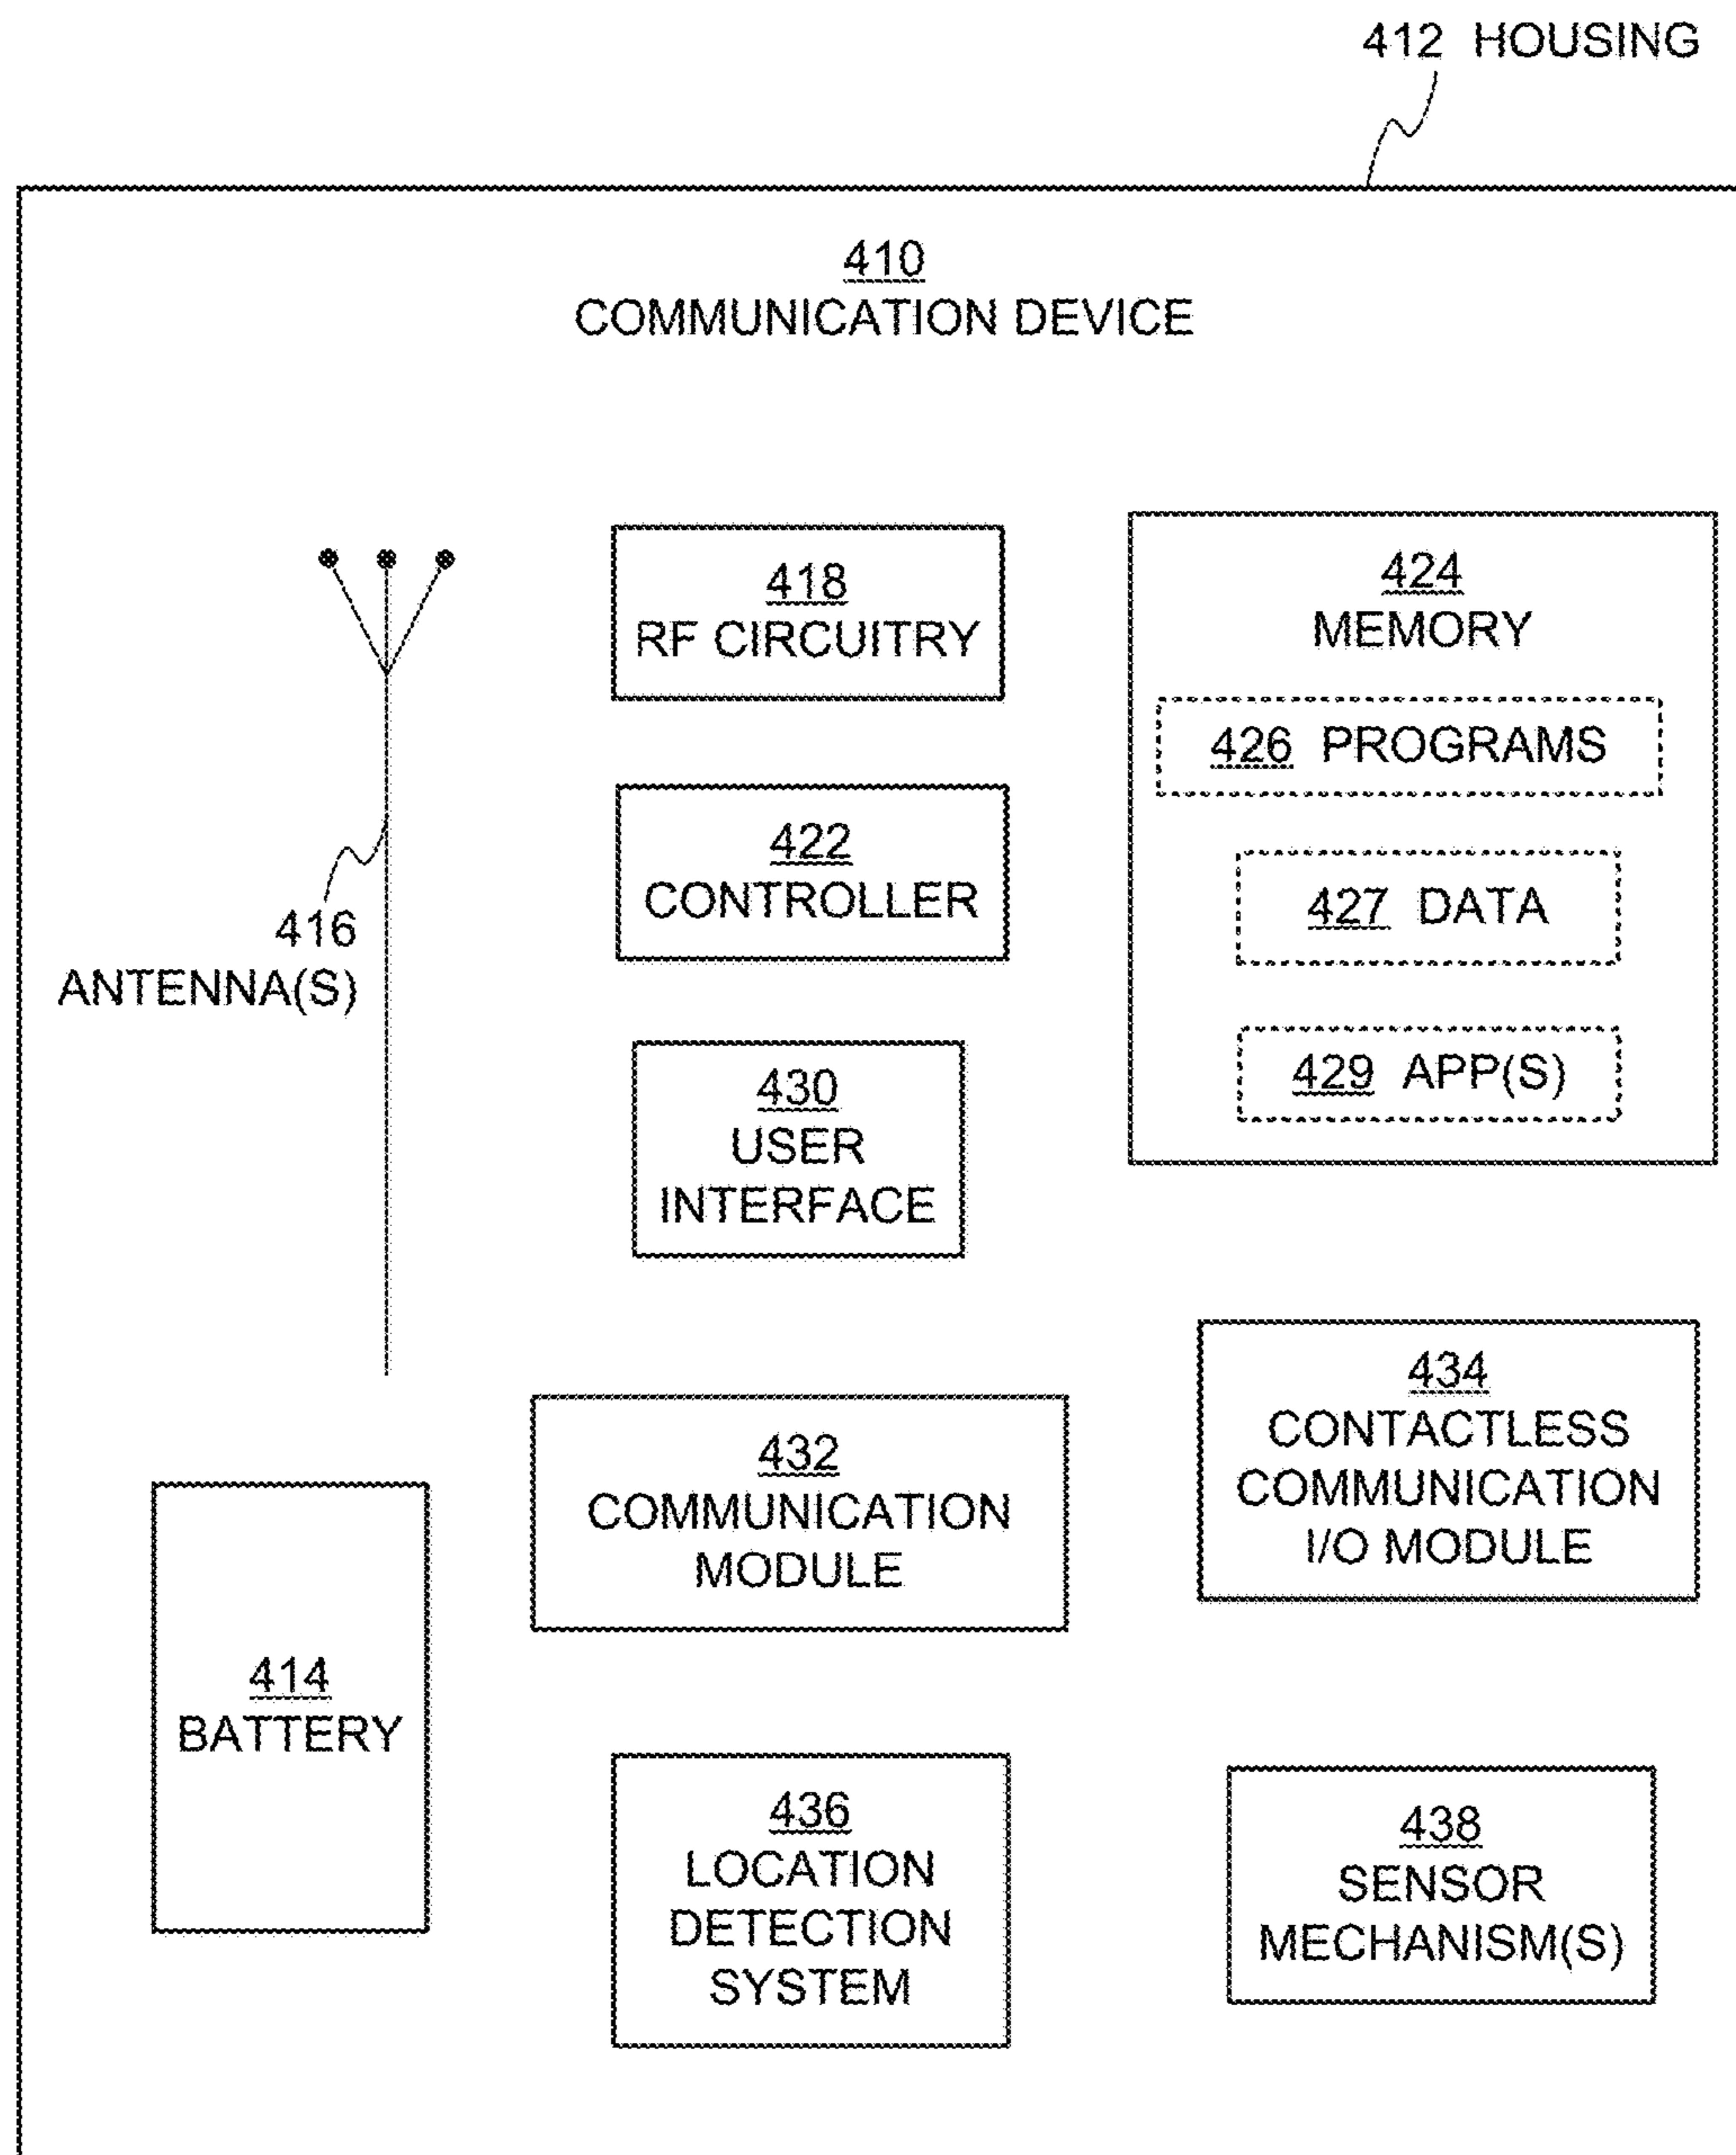 412 HOUSING
410
COMMUNICATION DEVICE
418
RF CIRCUITRY
424
MEMORY
426 PROGRAMS
427 DATA
429 APP(S)
422
CONTROLLER
416
ANTENNA(S)
430
USER
INTERFACE
432
COMMUNICATION
MODULE
434
CONTACTLESS
COMMUNICATION
I/O MODULE
414
BATTERY
436
LOCATION
DETECTION
SYSTEM
438
SENSOR
MECHANISM(S)